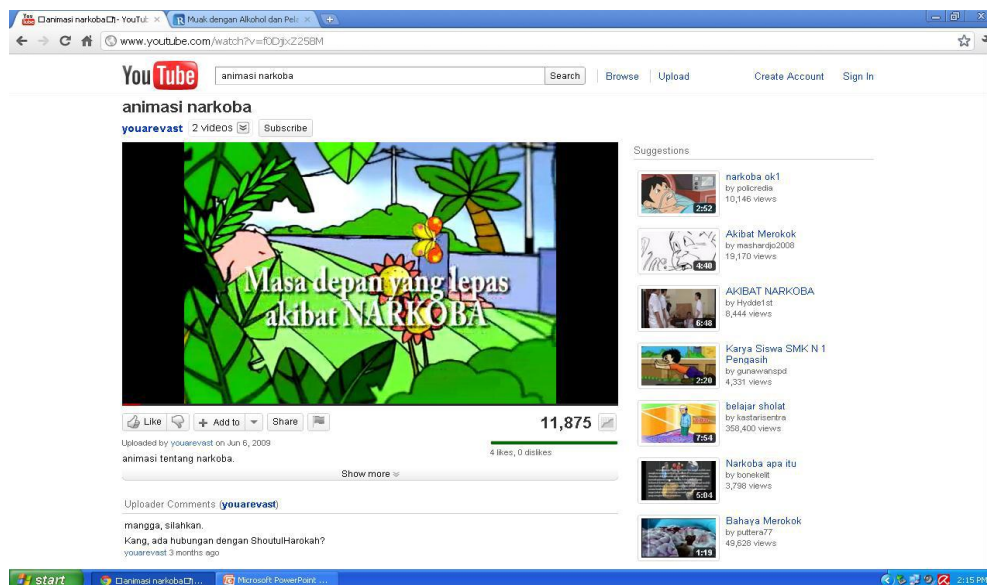 animasi narkoba - YouTub
Muak dengan Alkohol dan Pela
www.youtube.com/watch?v=f0DjixZ258M
You Tube
animasi narkoba
Search
Browse
Upload
Create Account
Sign In
animasi narkoba
youarevast 2 videos
Subscribe
Masa depan yang lepas
akibat NARKOBA
Like
Add to
Share
11,875
Uploaded by youarevast on Jun 6, 2009
4 likes, 0 dislikes
animasi tentang narkoba.
Show more
Uploader Comments (youarevast)
mangga, silahkan.
Kang, ada hubungan dengan ShoutulHarokah?
youarevast 3 months ago
Suggestions
2:52
narkoba ok1
by policredia
10,146 views
4:40
Akibat Merokok
by mashardjo2008
19,170 views
6:48
AKIBAT NARKOBA
by Hydde1st
8,444 views
2:20
Karya Siswa SMK N 1
Pengasih
by gunawanspd
4,331 views
7:54
belajar sholat
by kastarisentra
358,400 views
5:04
Narkoba apa itu
by bonekelit
3,798 views
1:19
Bahaya Merokok
by puttera77
49,628 views
start
animasi narkoba...
Microsoft PowerPoint ...
2:15 PM